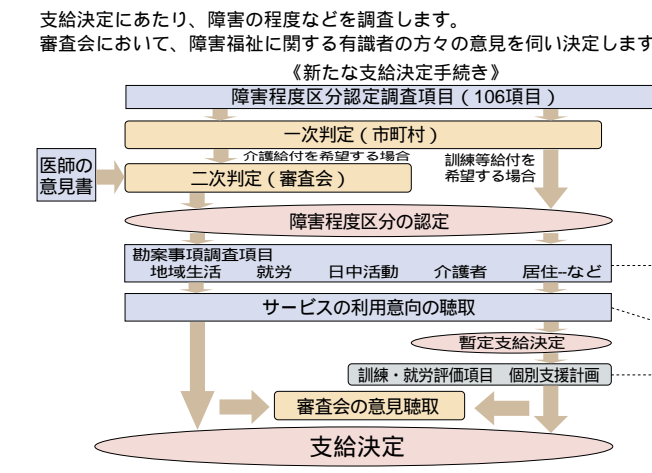 支給決定にあたり、障害の程度などを調査します。
審査会において、障害福祉に関する有識者の方々の意見を伺い決定します
《新たな支給決定手続き》
障害程度区分認定調査項目（106項目）
一次判定（市町村）
介護給付を希望する場合
訓練等給付を
希望する場合
医師の
意見書
二次判定（審査会）
障害程度区分の認定
勘案事項調査項目
地域生活 就労 日中活動 介護者 居住--など
サービスの利用意向の聴取
暫定支給決定
訓練・就労評価項目 個別支援計画
審査会の意見聴取
支給決定